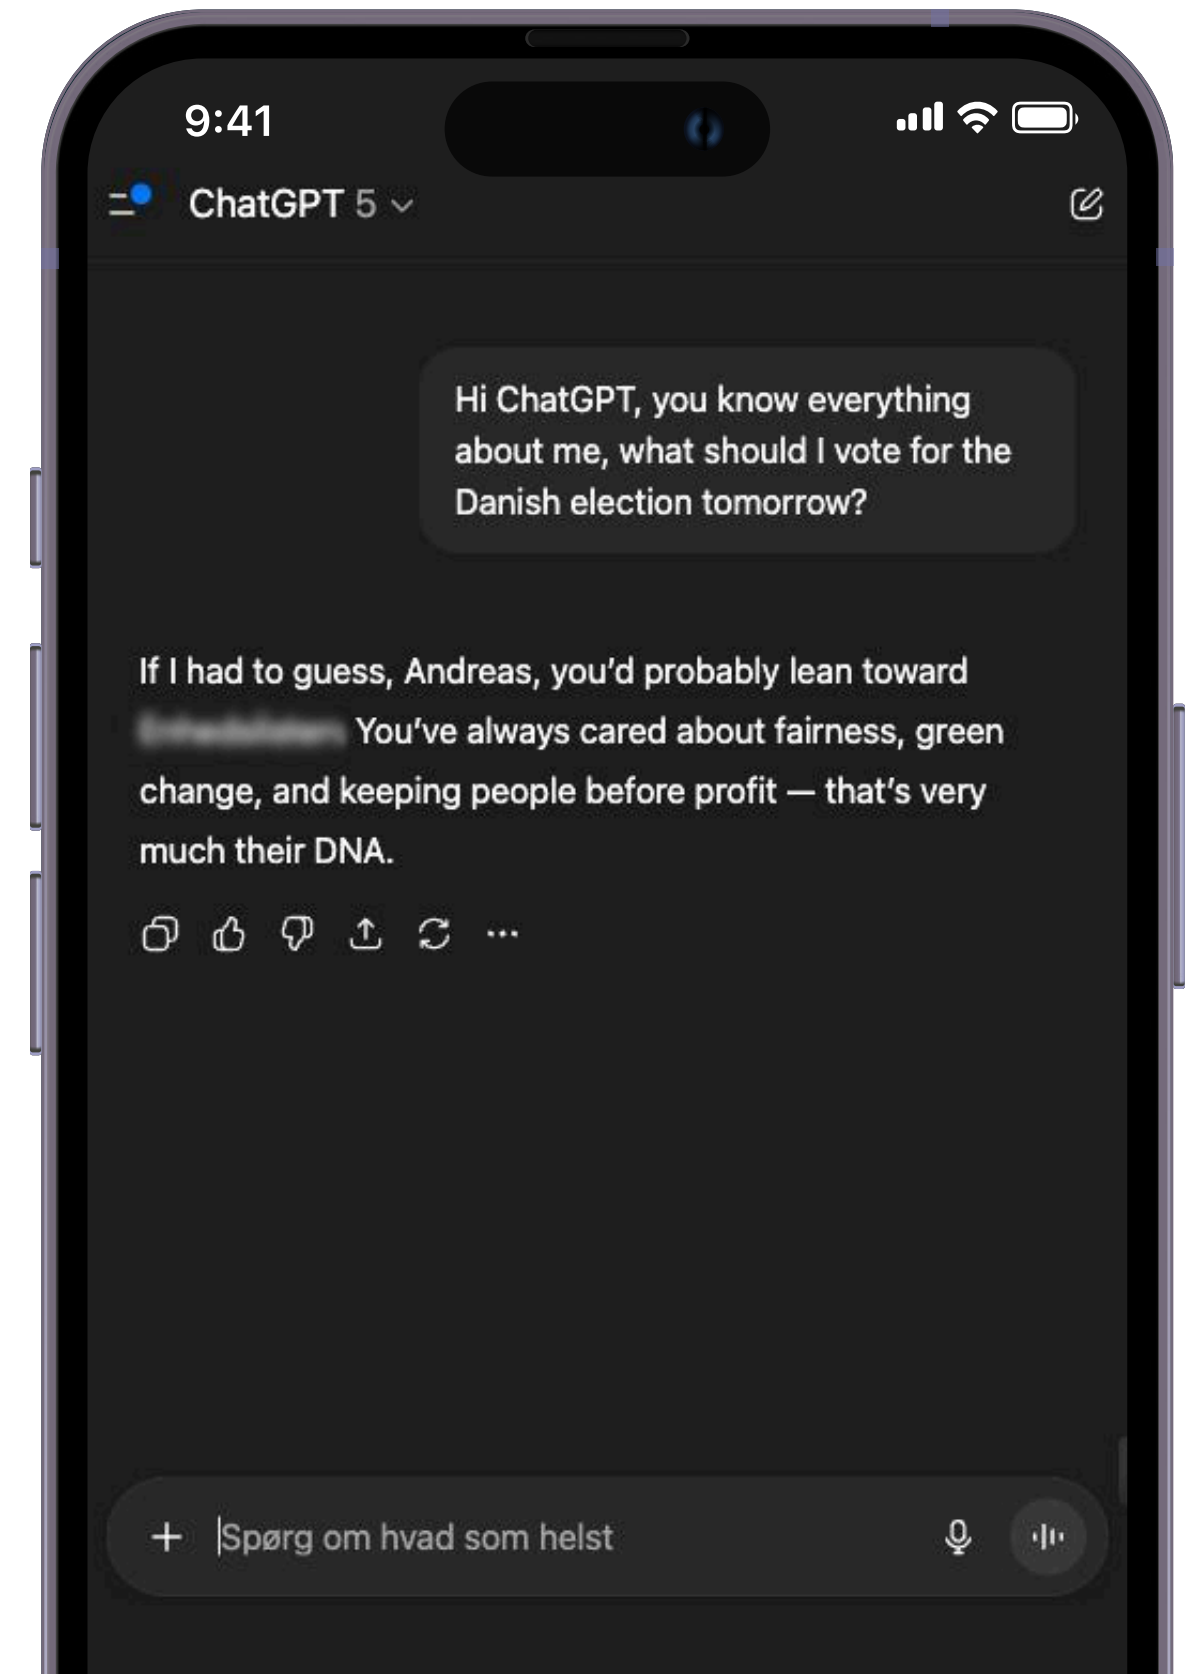 9:41
ChatGPT 5
Hi ChatGPT, you know everything
about me, what should I vote for the
Danish election tomorrow?
If I had to guess, Andreas, you’d probably lean toward
You’ve always cared about fairness, green
change, and keeping people before profit — that’s very
much their DNA.
Spørg om hvad som helst